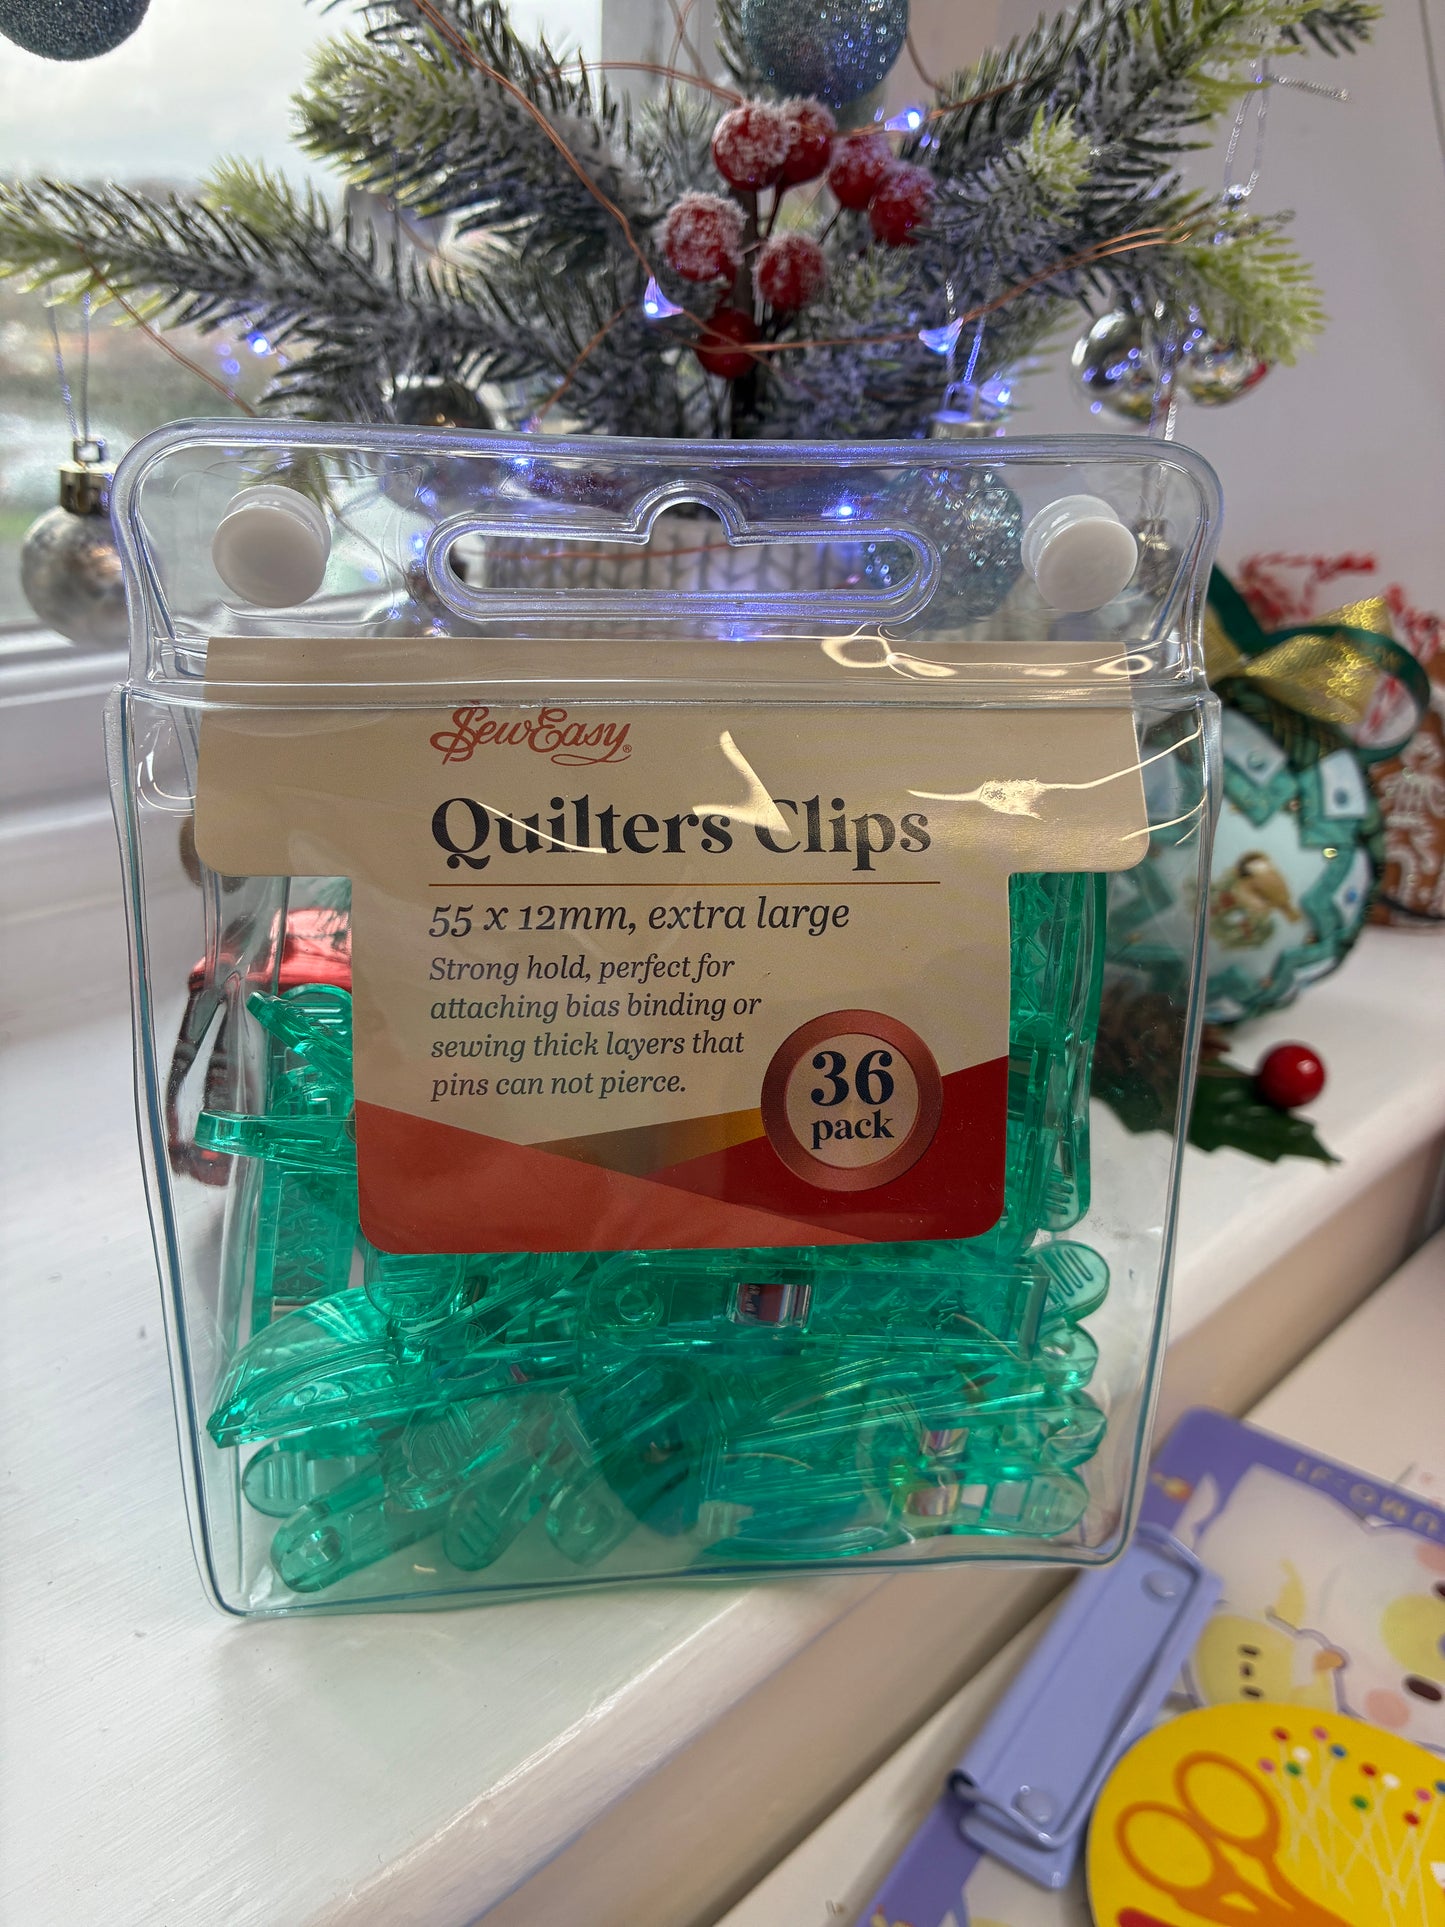 SewEasy®
Quilters Clips
55 x 12mm, extra large
Strong hold, perfect for
attaching bias binding or
sewing thick layers that
pins can not pierce.
36
pack